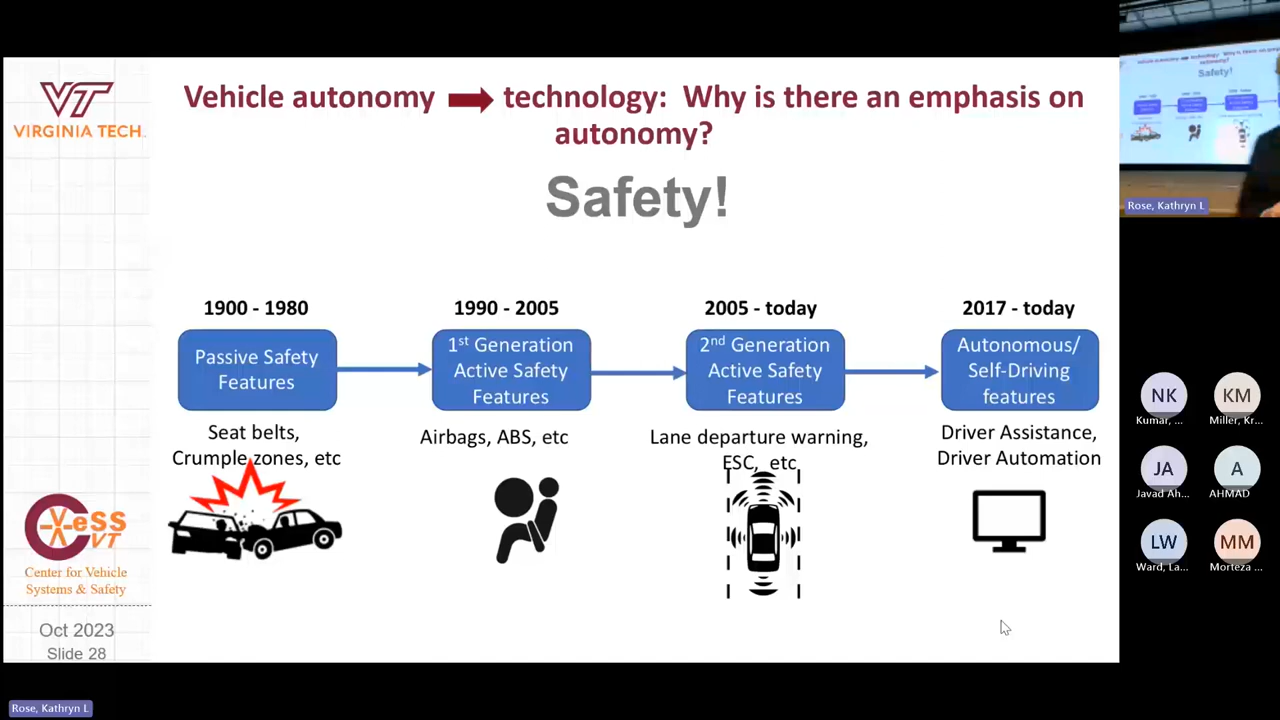 VIRGINIA TECH.
Vehicle autonomy technology: Why is there an emphasis on
autonomy?
Safety!
1900 - 1980
1990 - 2005
2005 - today
2017 - today
Passive Safety
Features
1st Generation
Active Safety
Features
2nd Generation
Active Safety
Features
Autonomous/
Self-Driving
features
Seat belts,
Crumple zones, etc
Airbags, ABS, etc
Lane departure warning,
ESC, etc
Driver Assistance,
Driver Automation
CVeSS
VT
Center for Vehicle
Systems & Safety
Oct 2023
Slide 28
Rose, Kathryn L
Safety!
Rose, Kathryn L
NK
Kumar, ...
KM
Miller, Kr...
JA
Javad Ah...
A
AHMAD
LW
Ward, La...
MM
Morteza ...